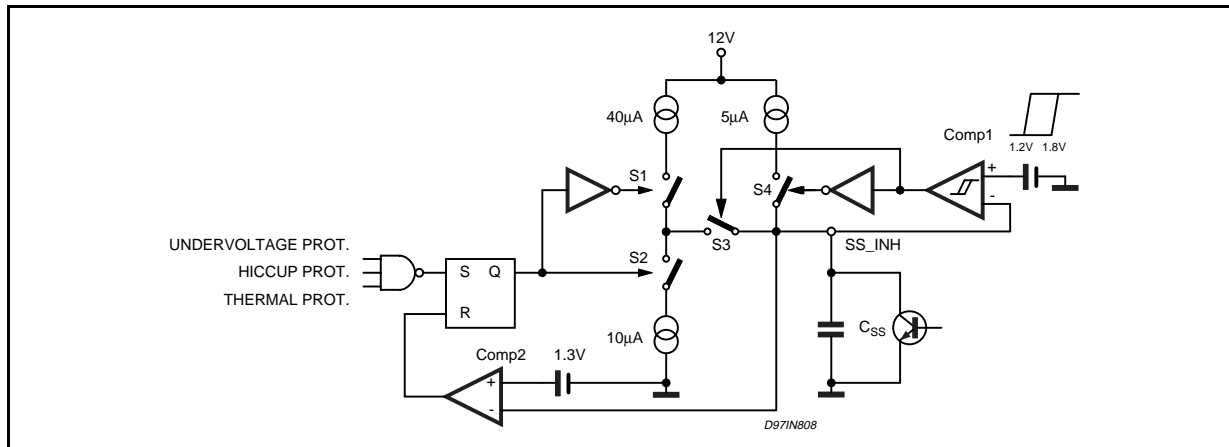 12V
40µA
5µA
Comp1
1.2V
1.8V
+
-
S1
S4
S3
SS_INH
UNDERVOLTAGE PROT.
HICCUP PROT.
THERMAL PROT.
S Q
R
S2
10µA
CSS
Comp2
1.3V
+
-
D97IN808